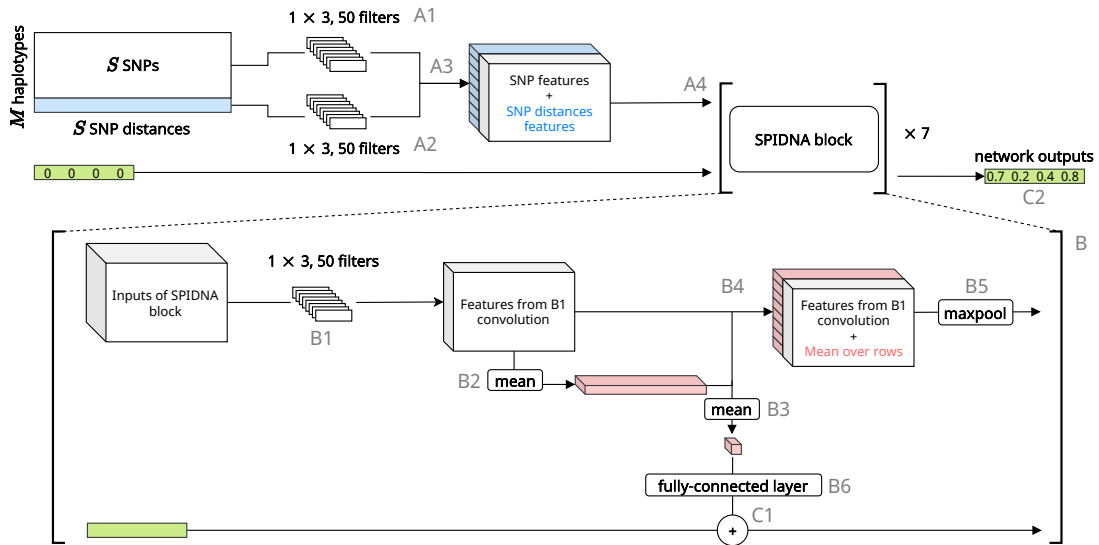 1 × 3, 50 filters
A1
M haplotypes
S SNPs
A3
SNP features
+
SNP distances
features
A4
SPIDNA block
× 7
S SNP distances
1 × 3, 50 filters
A2
0 0 0 0
network outputs
0.7 0.2 0.4 0.8
C2
B
1 × 3, 50 filters
Inputs of SPIDNA
block
B1
Features from B1
convolution
B4
Features from B1
convolution
+
Mean over rows
B5
maxpool
B2
mean
mean
B3
fully-connected layer
B6
C1
+